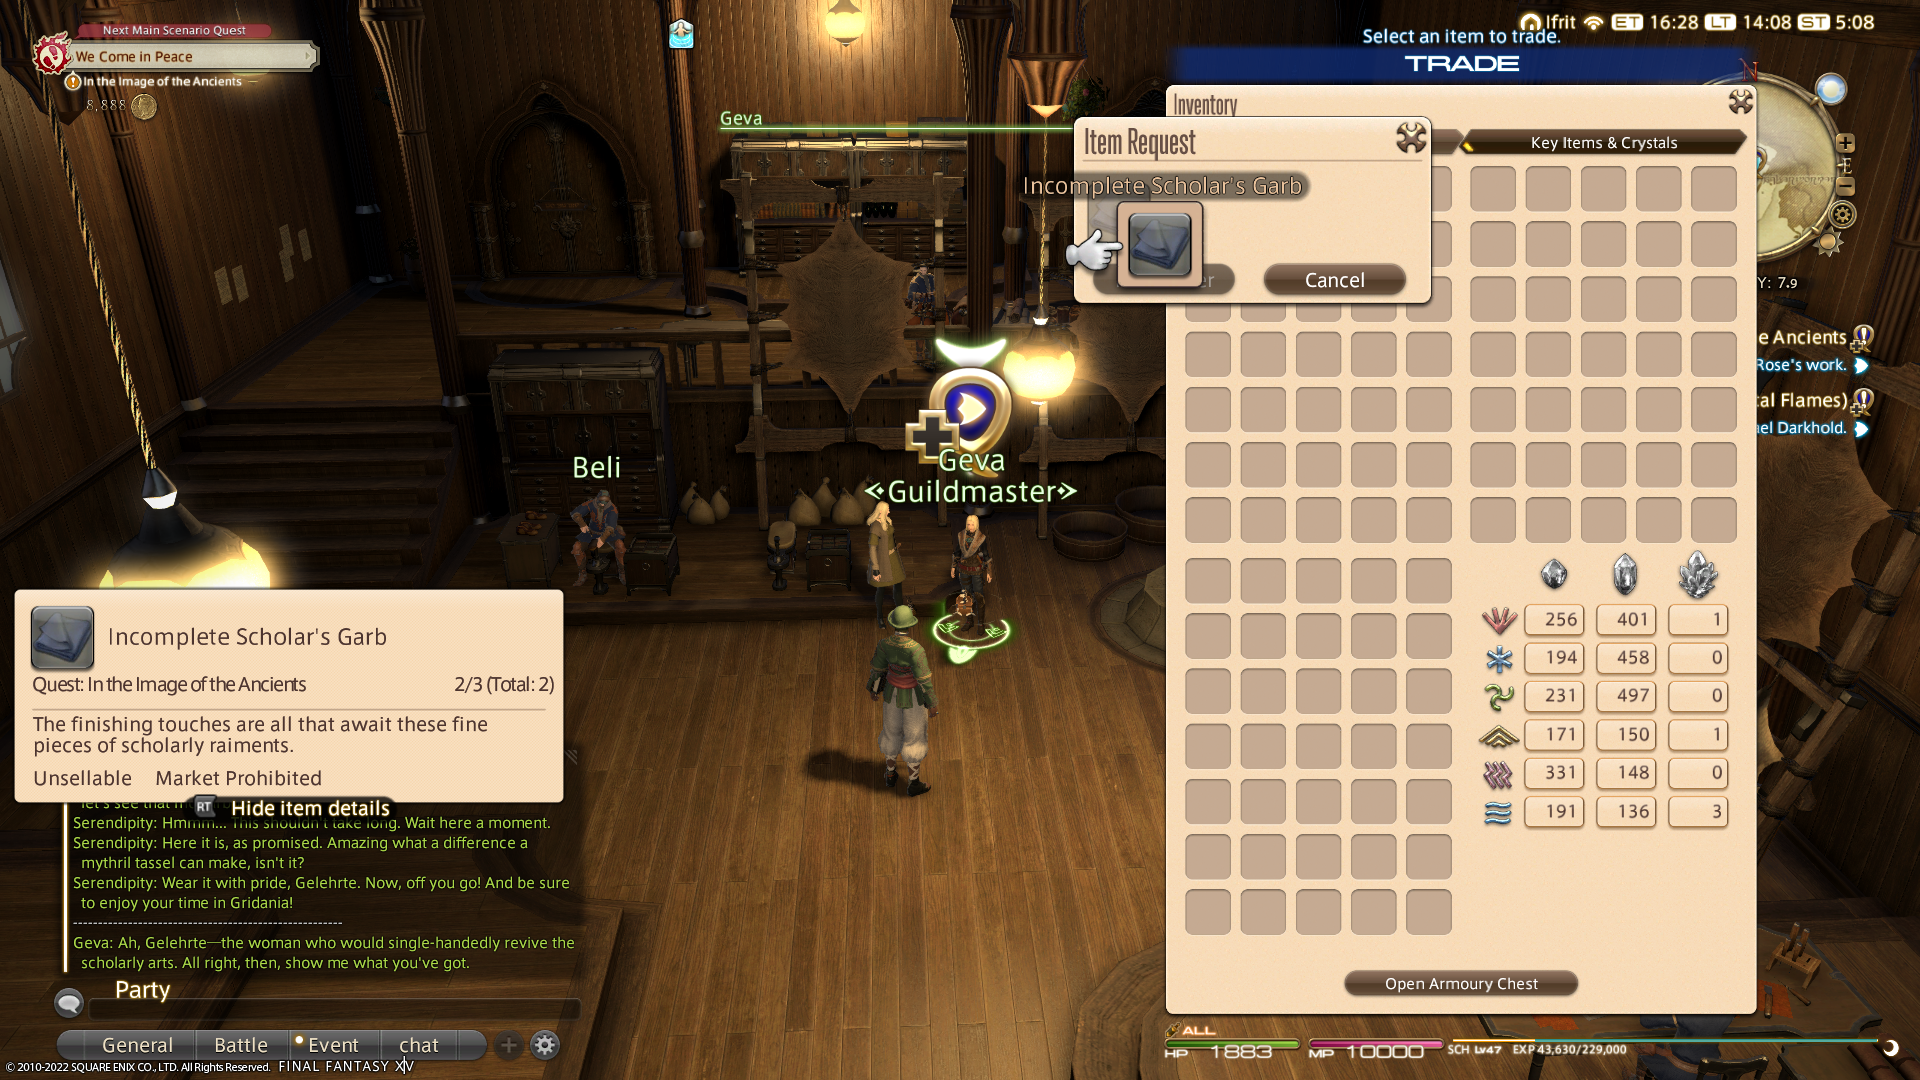 Next Main Scenario Quest
We Come in Peace
In the Image of the Ancients
8,888
Ifrit ET 16:28 LT 14:08 ST 5:08
Select an item to trade.
TRADE
N
Inventory
Key Items & Crystals
Geva
Item Request
Incomplete Scholar's Garb
Cancel
E
Y: 7.9
e Ancients
Rose's work.
al Flames)
el Darkhold.
Beli
Geva
Guildmaster
256 401 1
194 458 0
231 497 0
171 150 1
331 148 0
191 136 3
Open Armoury Chest
Incomplete Scholar's Garb
Quest: In the Image of the Ancients 2/3 (Total: 2)
The finishing touches are all that await these fine
pieces of scholarly raiments.
Unsellable Market Prohibited
RT Hide item details
let's see that
Serendipity: Hmmm... This shouldn't take long. Wait here a moment.
Serendipity: Here it is, as promised. Amazing what a difference a
mythril tassel can make, isn't it?
Serendipity: Wear it with pride, Gelehrte. Now, off you go! And be sure
to enjoy your time in Gridania!
----------------------------------------------------
Geva: Ah, Gelehrte—the woman who would single-handedly revive the
scholarly arts. All right, then, show me what you've got.
Party
General Battle Event chat
© 2010-2022 SQUARE ENIX CO., LTD. All Rights Reserved. FINAL FANTASY XIV
ALL
HP 1883 MP 10000 SCH Lv47 EXP 43,630/229,000